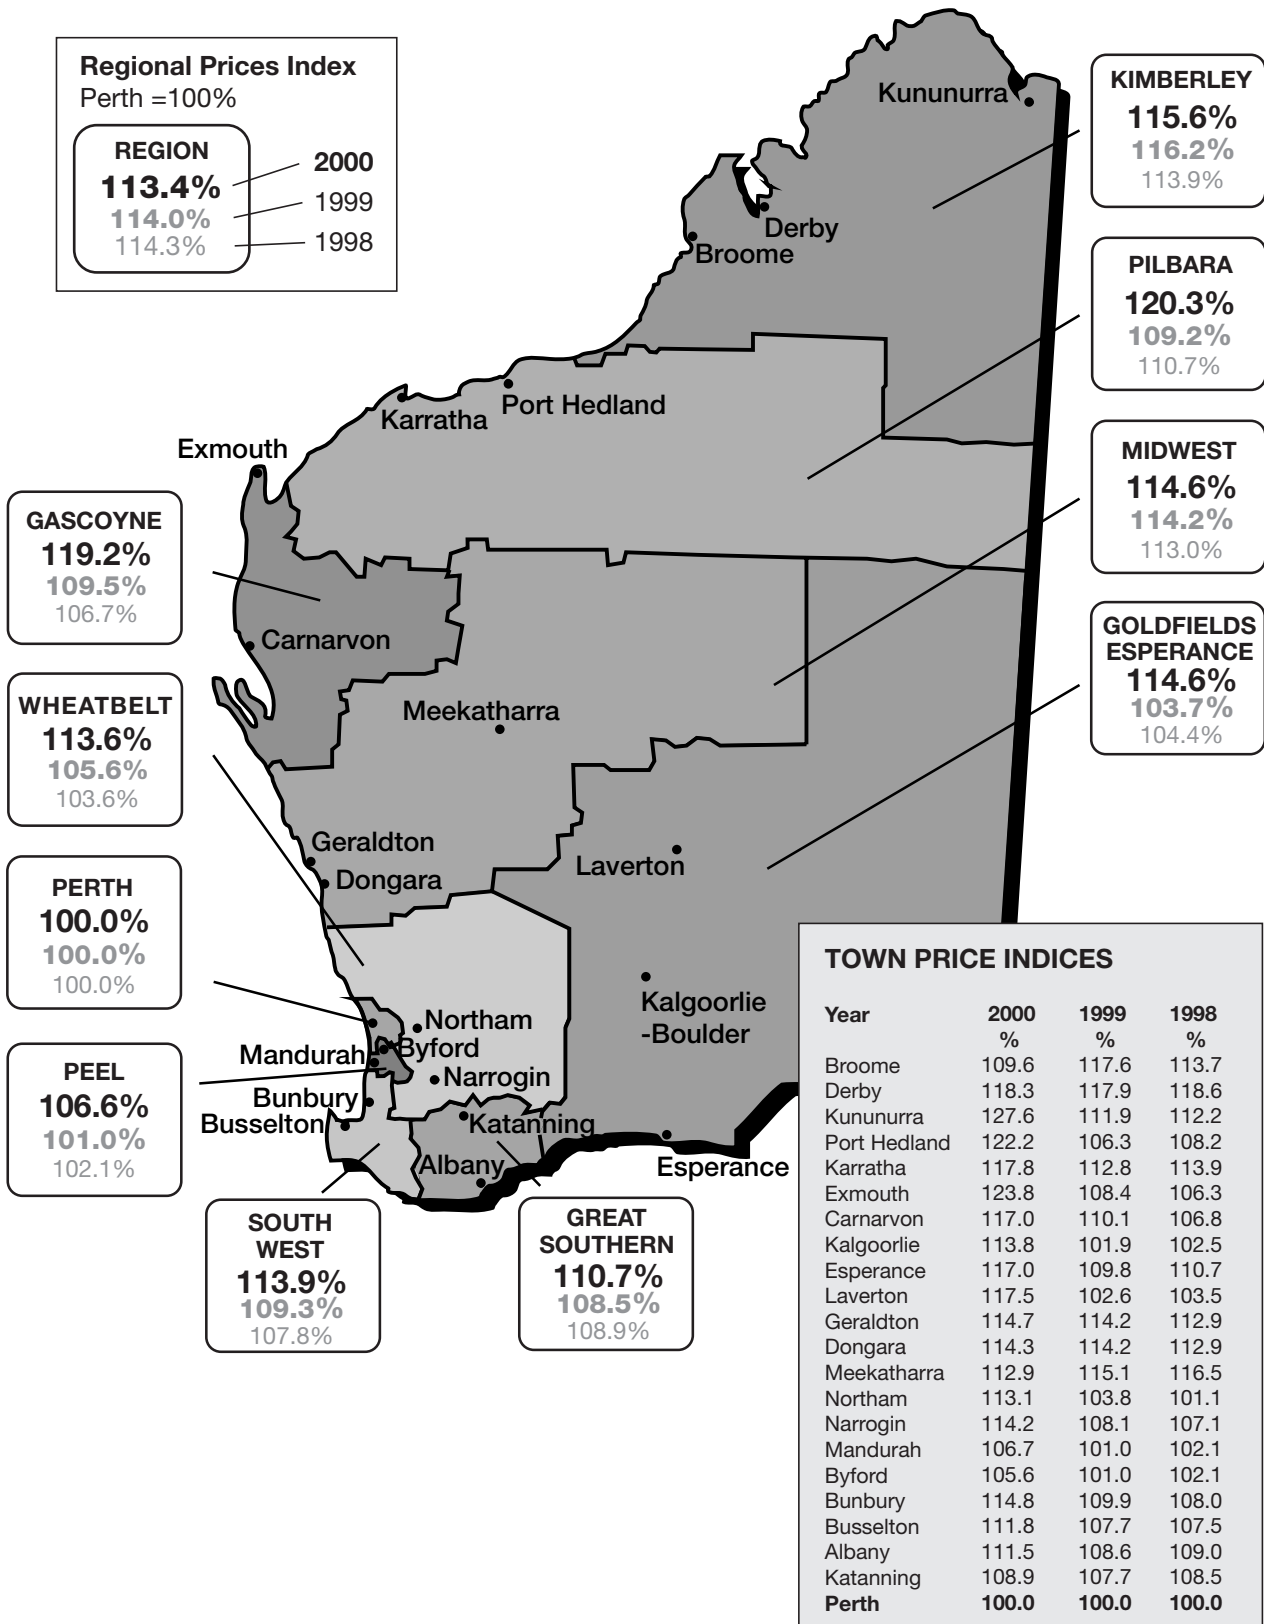 Regional Prices Index
Perth =100%
REGION
113.4%
114.0%
114.3%
2000
1999
1998
KIMBERLEY
115.6%
116.2%
113.9%
PILBARA
120.3%
109.2%
110.7%
MIDWEST
114.6%
114.2%
113.0%
GOLDFIELDS
ESPERANCE
114.6%
103.7%
104.4%
GASCOYNE
119.2%
109.5%
106.7%
WHEATBELT
113.6%
105.6%
103.6%
PERTH
100.0%
100.0%
100.0%
PEEL
106.6%
101.0%
102.1%
SOUTH
WEST
113.9%
109.3%
107.8%
GREAT
SOUTHERN
110.7%
108.5%
108.9%
Kununurra
Derby
Broome
Port Hedland
Karratha
Exmouth
Carnarvon
Meekatharra
Geraldton
Dongara
Laverton
Kalgoorlie
-Boulder
Northam
Byford
Mandurah
Narrogin
Bunbury
Busselton
Katanning
Albany
Esperance
TOWN PRICE INDICES
Year 2000 1999 1998
% % %
Broome 109.6 117.6 113.7
Derby 118.3 117.9 118.6
Kununurra 127.6 111.9 112.2
Port Hedland 122.2 106.3 108.2
Karratha 117.8 112.8 113.9
Exmouth 123.8 108.4 106.3
Carnarvon 117.0 110.1 106.8
Kalgoorlie 113.8 101.9 102.5
Esperance 117.0 109.8 110.7
Laverton 117.5 102.6 103.5
Geraldton 114.7 114.2 112.9
Dongara 114.3 114.2 112.9
Meekatharra 112.9 115.1 116.5
Northam 113.1 103.8 101.1
Narrogin 114.2 108.1 107.1
Mandurah 106.7 101.0 102.1
Byford 105.6 101.0 102.1
Bunbury 114.8 109.9 108.0
Busselton 111.8 107.7 107.5
Albany 111.5 108.6 109.0
Katanning 108.9 107.7 108.5
Perth 100.0 100.0 100.0